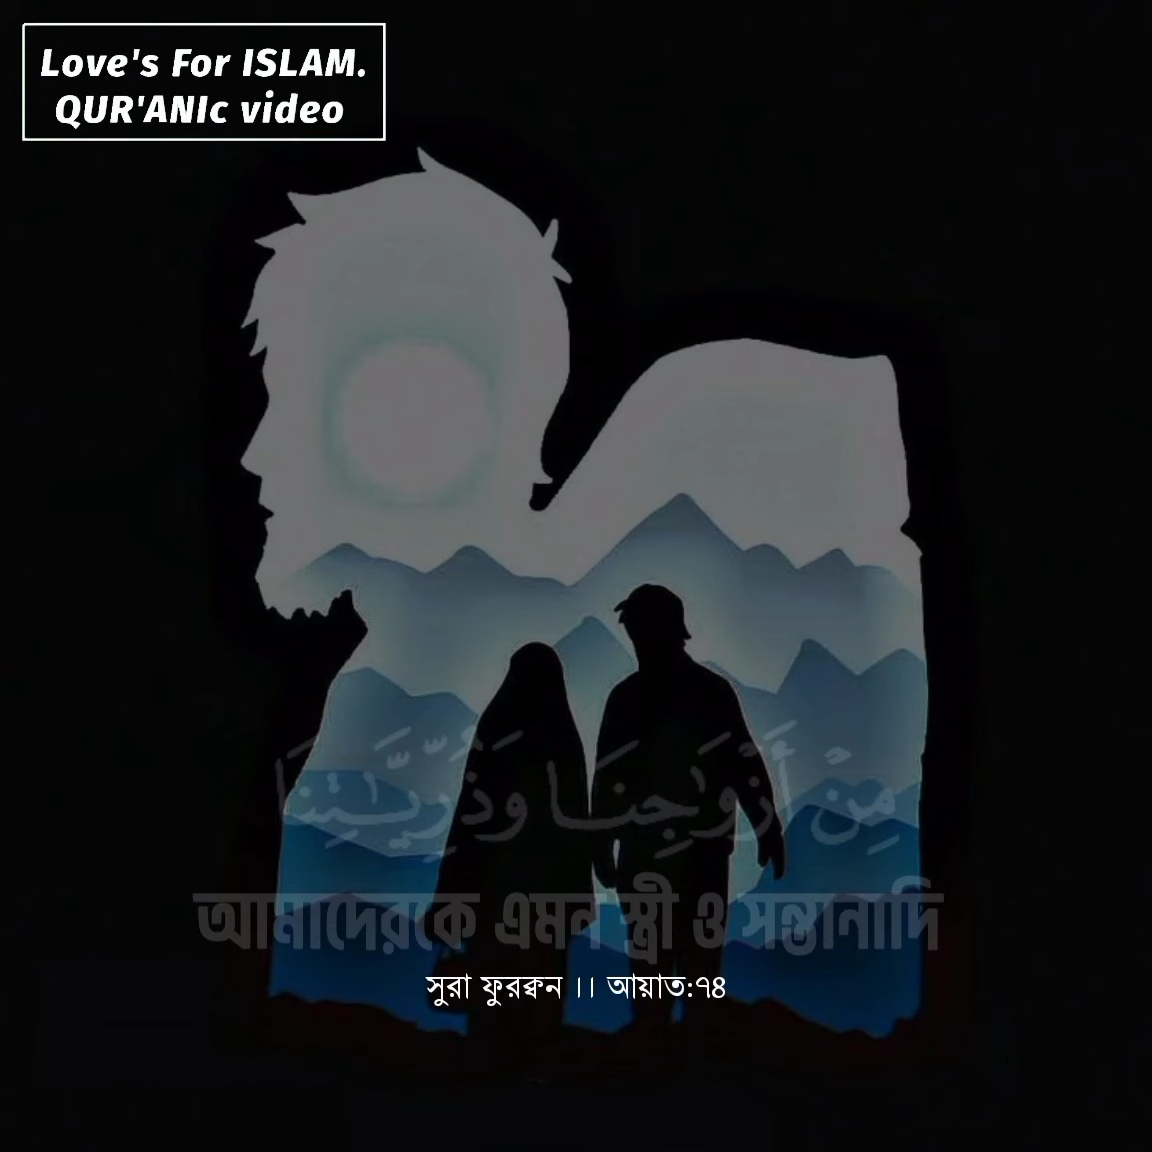 Love's For ISLAM.
QUR'ANIc video
مِنْ أَزْوَٰجِنَا وَذُرِّيَّـٰتِنَا
আমাদেরকে এমন স্ত্রী ও সন্তানাদি
সুরা ফুরক্বন ।। আয়াত:৭৪